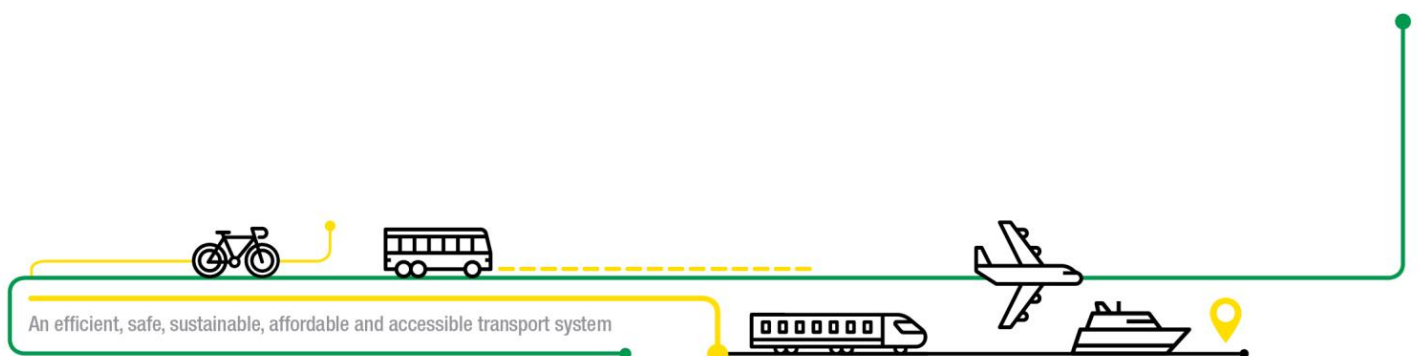 An efficient, safe, sustainable, affordable and accessible transport system